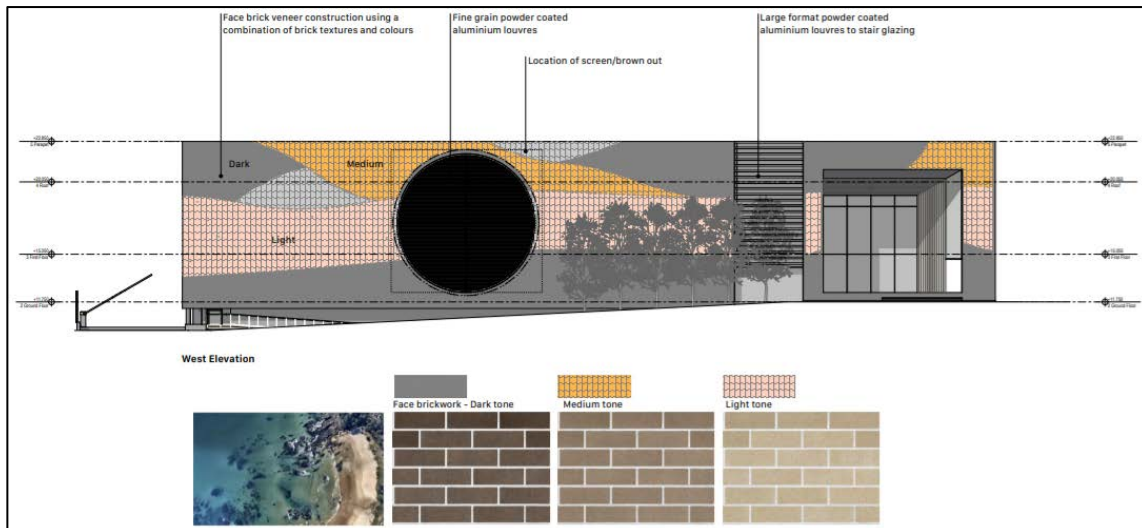 Face brick veneer construction using a
combination of brick textures and colours
Fine grain powder coated
aluminium louvres
Large format powder coated
aluminium louvres to stair glazing
Location of screen/brown out
Dark
Medium
Light
West Elevation
Face brickwork - Dark tone
Medium tone
Light tone